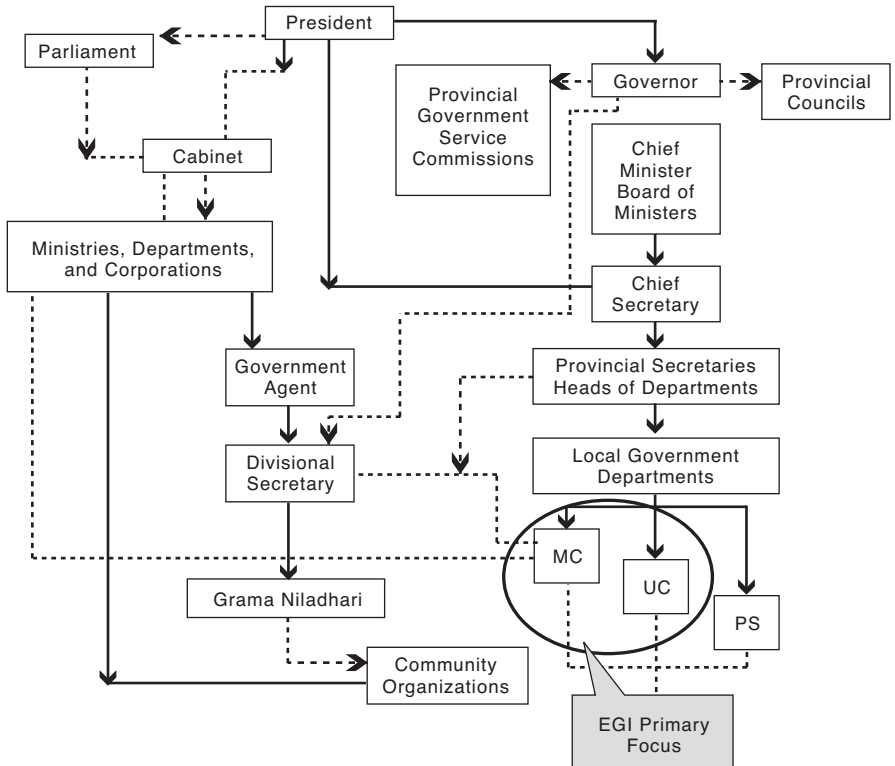 President
Parliament
Governor
Provincial
Councils
Provincial
Government
Service
Commissions
Cabinet
Chief
Minister
Board of
Ministers
Ministries, Departments,
and Corporations
Chief
Secretary
Government
Agent
Provincial Secretaries
Heads of Departments
Divisional
Secretary
Local Government
Departments
MC
UC
PS
Grama Niladhari
Community
Organizations
EGI Primary
Focus